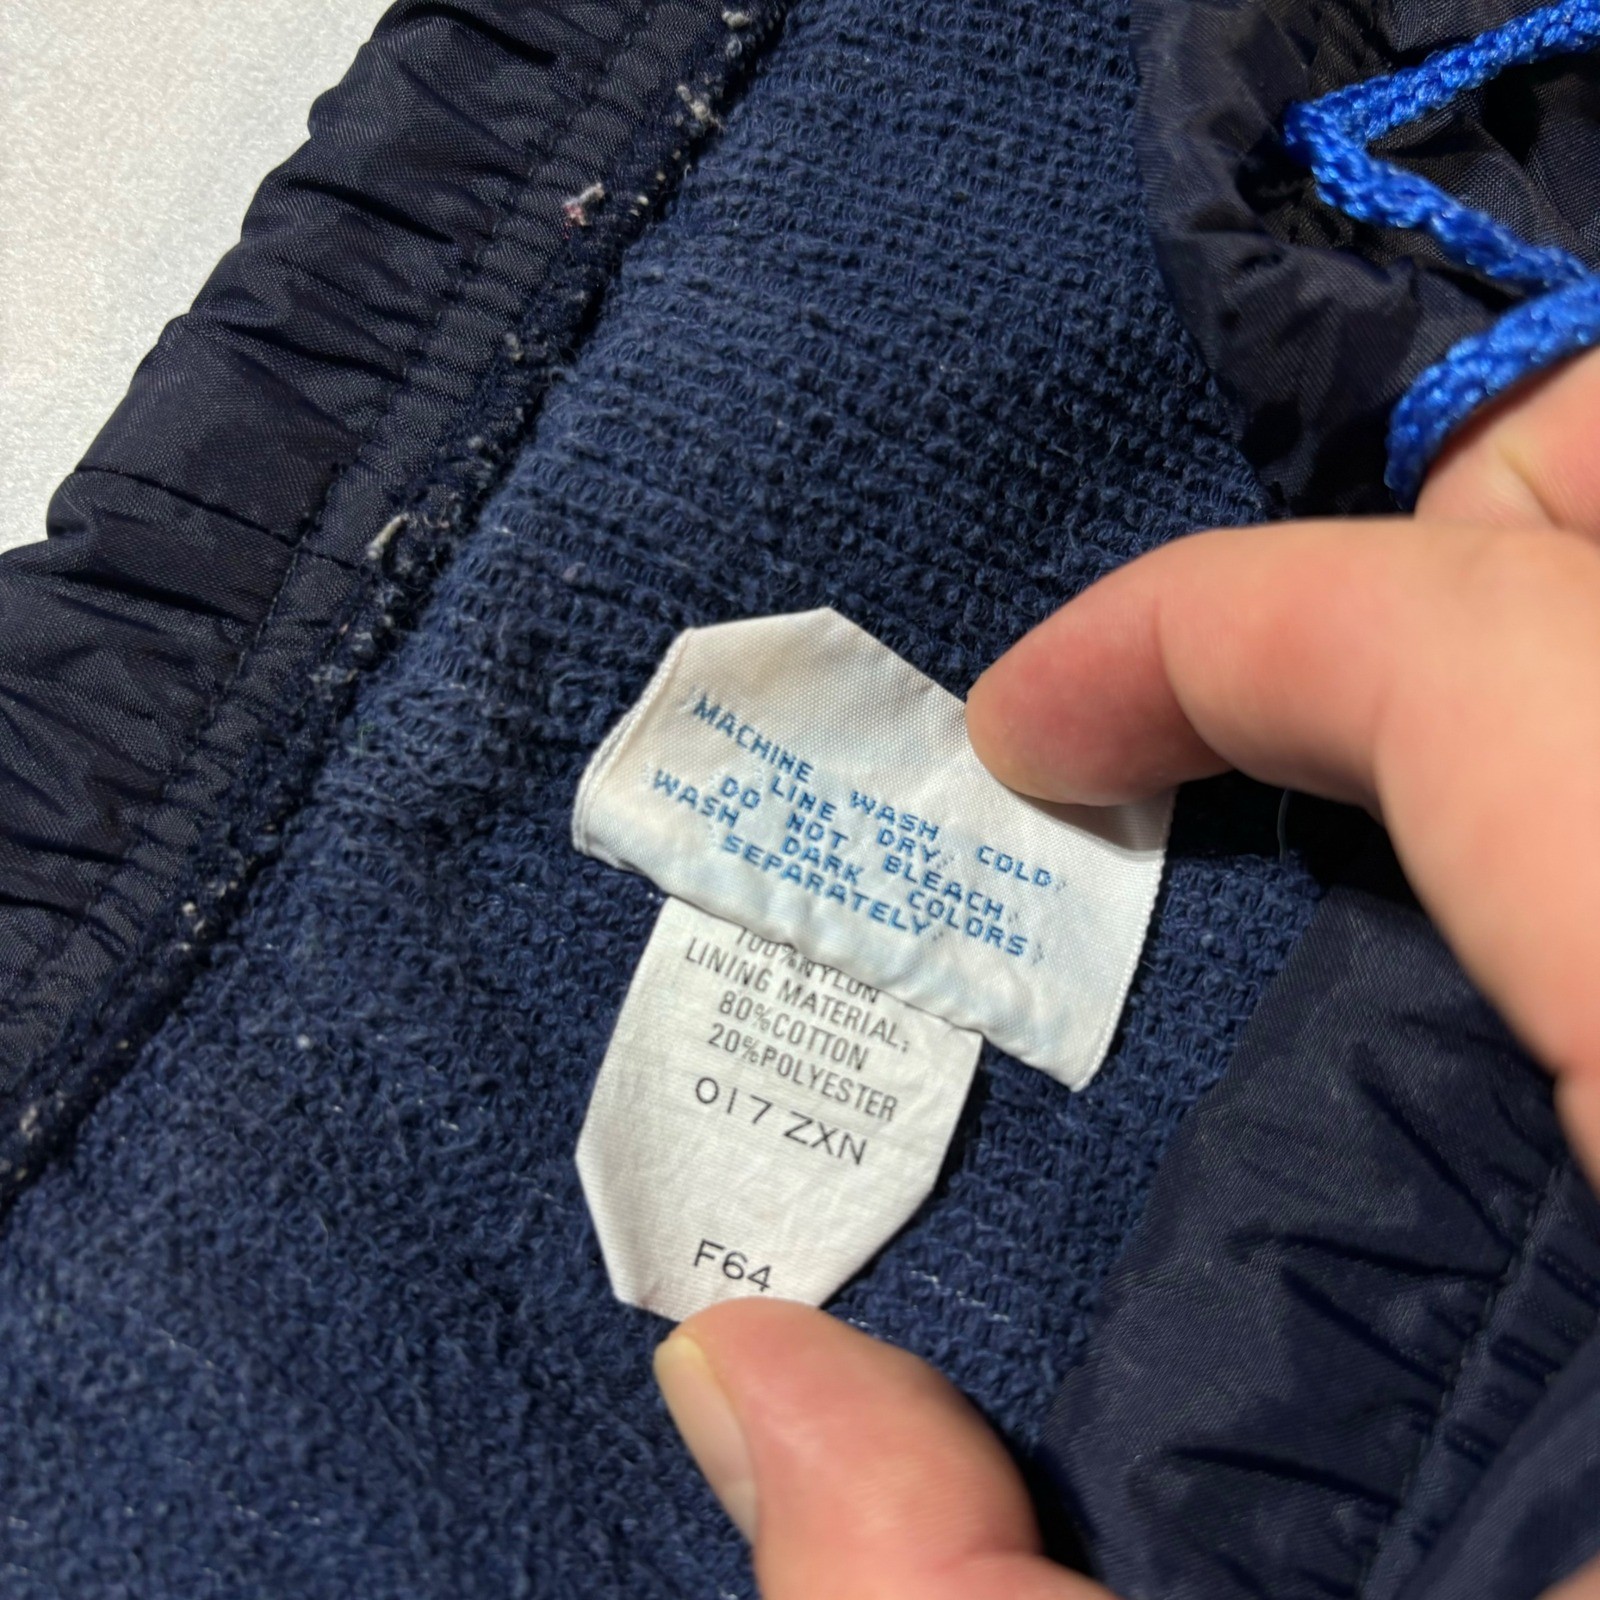 MACHINE WASH COLD,
LINE DRY,
DO NOT BLEACH,
WASH DARK COLORS
SEPARATELY
100%NYLON
LINING MATERIAL;
80%COTTON
20%POLYESTER
017 ZXN
F64